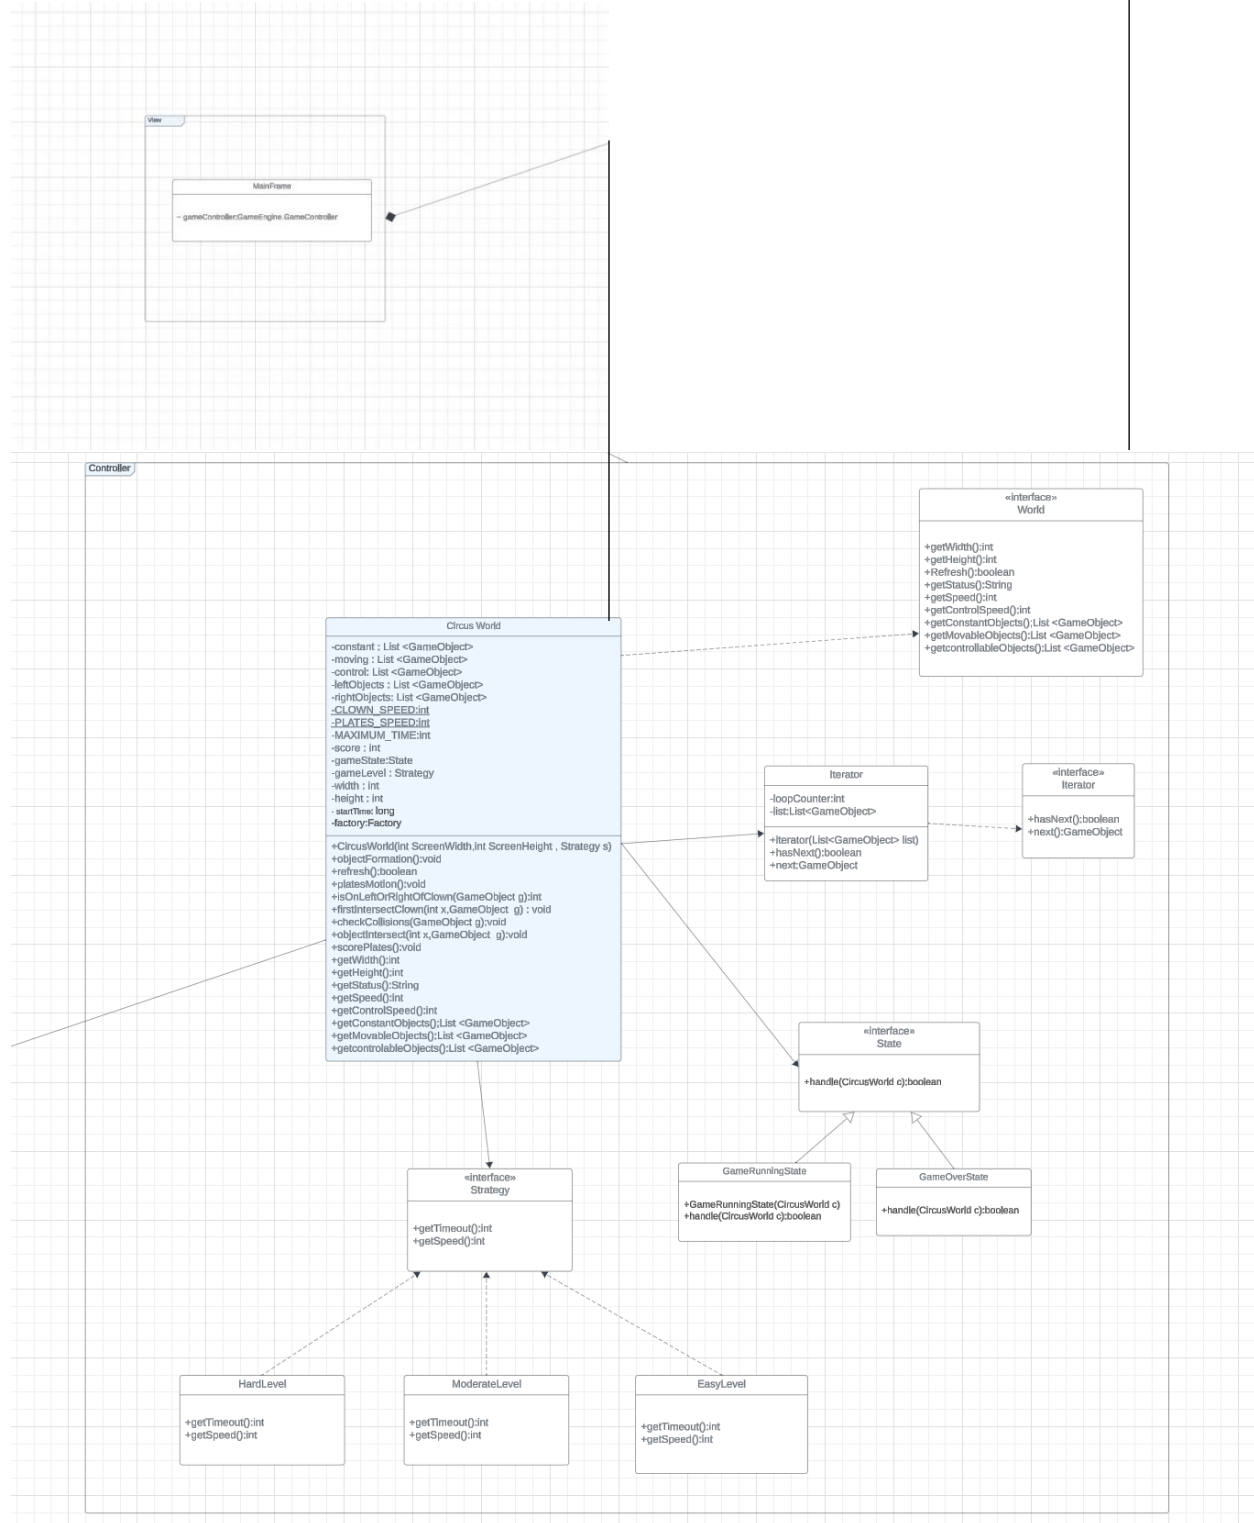 View
MainFrame
- gameController:GameEngine.GameController
Controller
«interface»
World
+getWidth():int
+getHeight():int
+Refresh():boolean
+getStatus():String
+getSpeed():int
+getControlSpeed():int
+getConstantObjects();List <GameObject>
+getMovableObjects():List <GameObject>
+getcontrollableObjects():List <GameObject>
Circus World
-constant : List <GameObject>
-moving : List <GameObject>
-control: List <GameObject>
-leftObjects : List <GameObject>
-rightObjects: List <GameObject>
-CLOWN_SPEED:int
-PLATES_SPEED:int
-MAXIMUM_TIME:int
-score : int
-gameState:State
-gameLevel : Strategy
-width : int
-height : int
- startTime: long
-factory:Factory
+CircusWorld(int ScreenWidth,int ScreenHeight , Strategy s)
+objectFormation():void
+refresh():boolean
+platesMotion():void
+isOnLeftOrRightOfClown(GameObject g):int
+firstIntersectClown(int x,GameObject g) : void
+checkCollisions(GameObject g):void
+objectIntersect(int x,GameObject g):void
+scorePlates():void
+getWidth():int
+getHeight():int
+getStatus():String
+getSpeed():int
+getControlSpeed():int
+getConstantObjects();List <GameObject>
+getMovableObjects();List <GameObject>
+getcontrolableObjects():List <GameObject>
Iterator
-loopCounter:int
-list:List<GameObject>
+Iterator(List<GameObject> list)
+hasNext():boolean
+next:GameObject
«interface»
Iterator
+hasNext():boolean
+next():GameObject
«interface»
State
+handle(CircusWorld c):boolean
GameRunningState
+GameRunningState(CircusWorld c)
+handle(CircusWorld c):boolean
GameOverState
+handle(CircusWorld c):boolean
«interface»
Strategy
+getTimeout():int
+getSpeed():int
HardLevel
+getTimeout():int
+getSpeed():int
ModerateLevel
+getTimeout():int
+getSpeed():int
EasyLevel
+getTimeout():int
+getSpeed():int